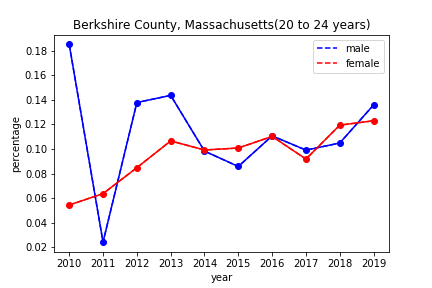 Berkshire County, Massachusetts(20 to 24 years)
male
female
0.18
0.16
0.14
0.12
0.10
0.08
0.06
0.04
0.02
percentage
2010 2011 2012 2013 2014 2015 2016 2017 2018 2019
year